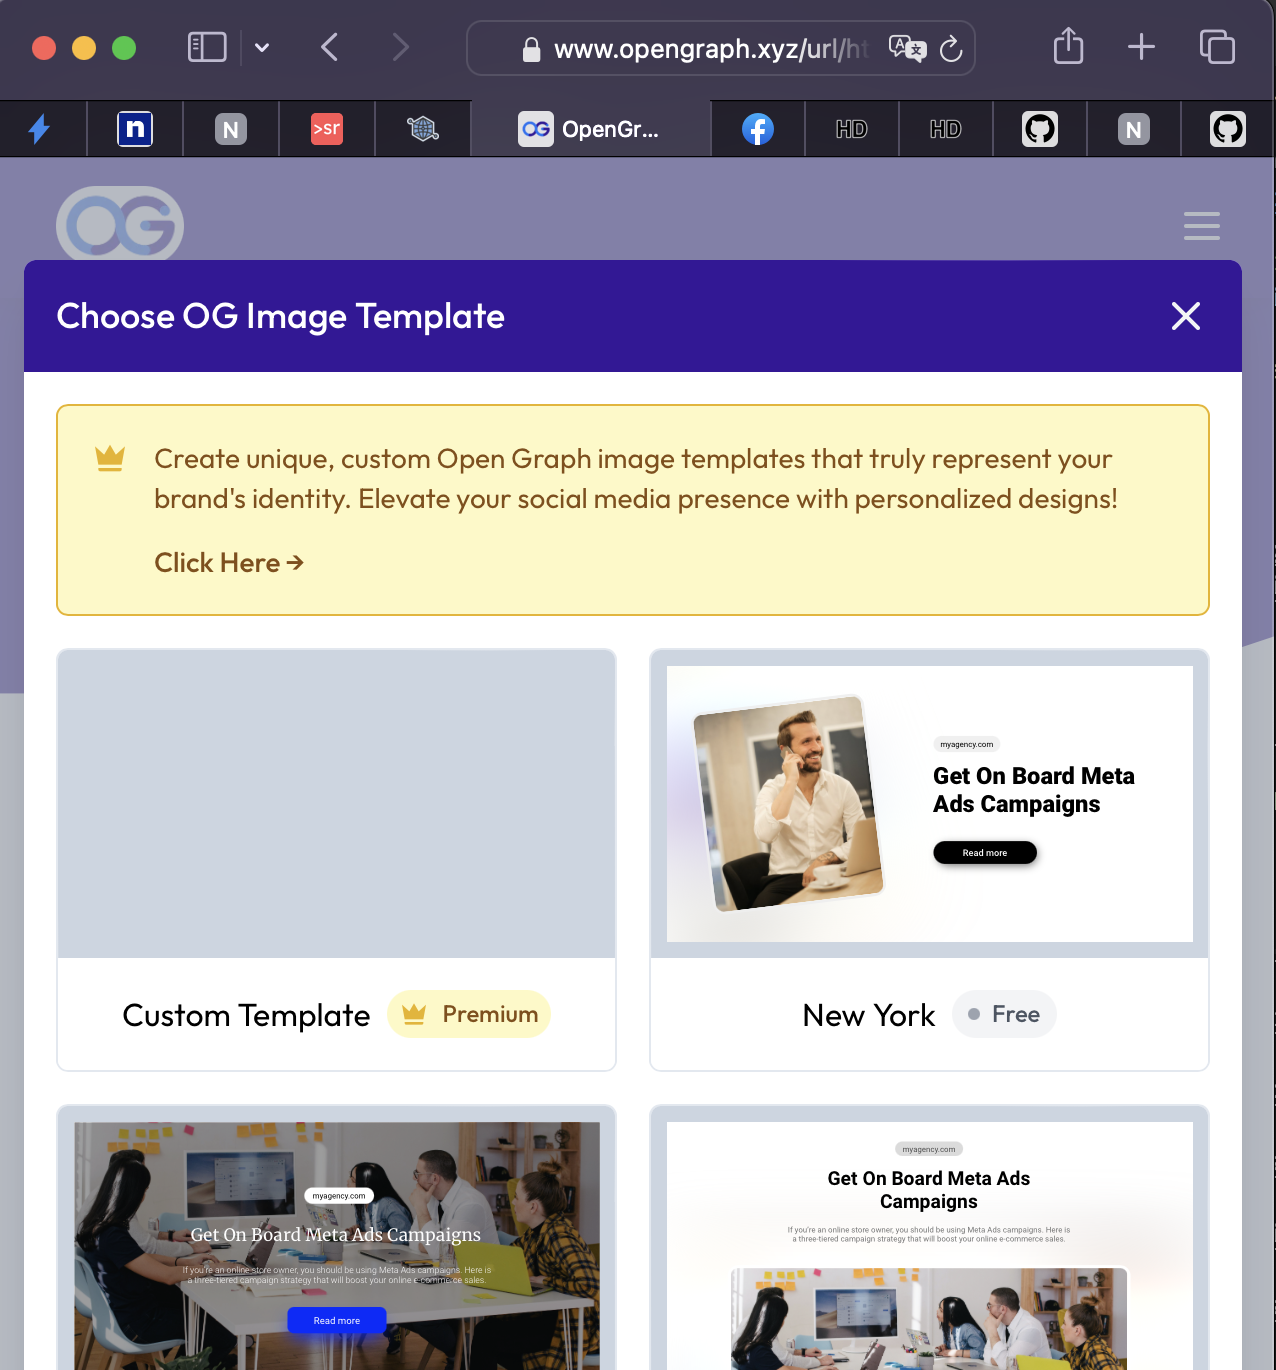 www.opengraph.xyz/url/ht
n
N
>sr
OG OpenGr...
HD
HD
N
OG
Choose OG Image Template
Create unique, custom Open Graph image templates that truly represent your
brand's identity. Elevate your social media presence with personalized designs!
Click Here →
myagency.com
Get On Board Meta
Ads Campaigns
Read more
Custom Template Premium
New York Free
myagency.com
Get On Board Meta Ads Campaigns
If you're an online store owner, you should be using Meta Ads campaigns. Here is
a three-tiered campaign strategy that will boost your online e-commerce sales.
Read more
myagency.com
Get On Board Meta Ads
Campaigns
If you're an online store owner, you should be using Meta Ads campaigns. Here is
a three-tiered campaign strategy that will boost your online e-commerce sales.